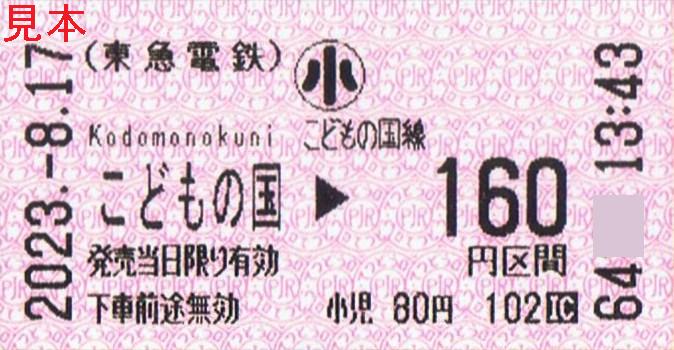 見本
2023.-8.17
(東急電鉄) 小
Kodomonokuni こどもの国線
こどもの国 ▶ 160
発売当日限り有効 円区間
下車前途無効 小児 80円 102 IC
64 13:43